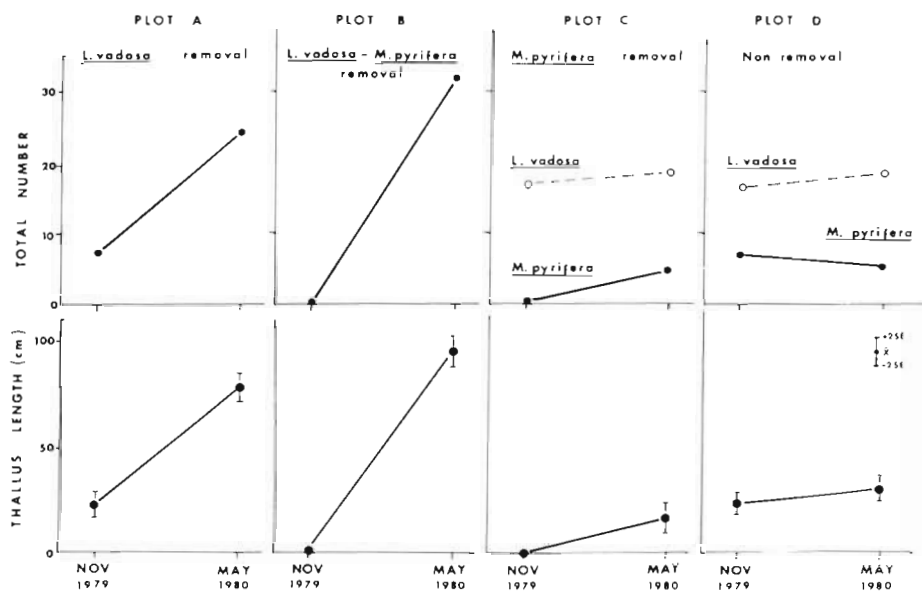 PLOT A
PLOT B
PLOT C
PLOT D
L. vadosa removal
L. vadosa – M. pyrifera
removal
M. pyrifera removal
Non removal
TOTAL NUMBER
30
20
10
0
L. vadosa
M. pyrifera
L. vadosa
M. pyrifera
THALLUS LENGTH (cm)
100
50
0
+2SE
x̄
-2SE
NOV
1979
MAY
1980
NOV
1979
MAY
1980
NOV
1979
MAY
1980
NOV
1979
MAY
1980